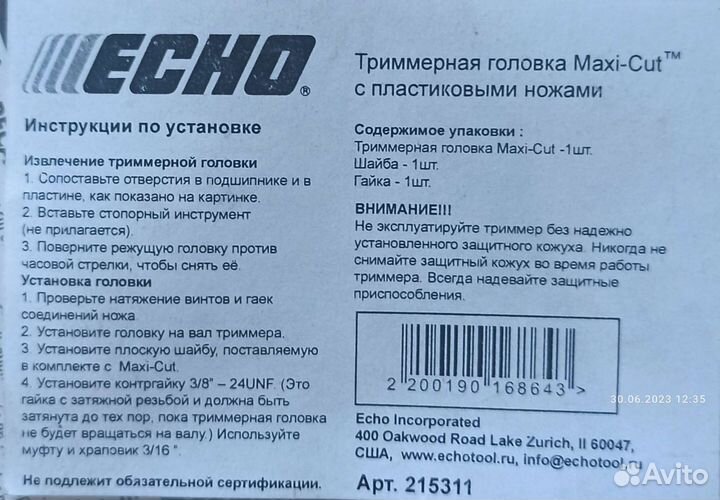 ECHO®
Инструкции по установке
Извлечение триммерной головки
1. Сопоставьте отверстия в подшипнике и в
пластине, как показано на картинке.
2. Вставьте стопорный инструмент
(не прилагается).
3. Поверните режущую головку против
часовой стрелки, чтобы снять её.
Установка головки
1. Проверьте натяжение винтов и гаек
соединений ножа.
2. Установите головку на вал триммера.
3. Установите плоскую шайбу, поставляемую
в комплекте с Maxi-Cut.
4. Установите контргайку 3/8" – 24UNF. (Это
гайка с затяжной резьбой и должна быть
затянута до тех пор, пока триммерная головка
не будет вращаться на валу.) Используйте
муфту и храповик 3/16 ".
Не подлежит обязательной сертификации.
Триммерная головка Maxi-Cut™
с пластиковыми ножами
Содержимое упаковки :
Триммерная головка Maxi-Cut -1шт.
Шайба - 1шт.
Гайка - 1шт.
ВНИМАНИЕ!!!
Не эксплуатируйте триммер без надежно
установленного защитного кожуха. Никогда не
снимайте защитный кожух во время работы
триммера. Всегда надевайте защитные
приспособления.
2 200190 168643 >
30.06.2023 12:35
Echo Incorporated
400 Oakwood Road Lake Zurich, Il 60047,
США, www.echotool.ru, info@echotool.ru
Арт. 215311
Avito